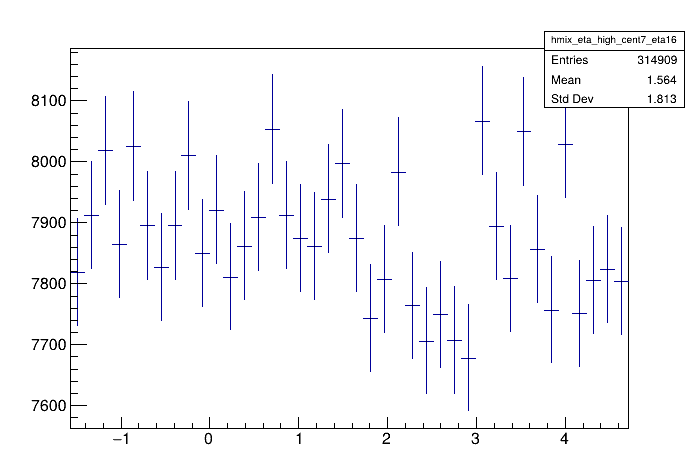 hmix_eta_high_cent7_eta16
Entries 314909
Mean 1.564
Std Dev 1.813
8100
8000
7900
7800
7700
7600
−1 0 1 2 3 4